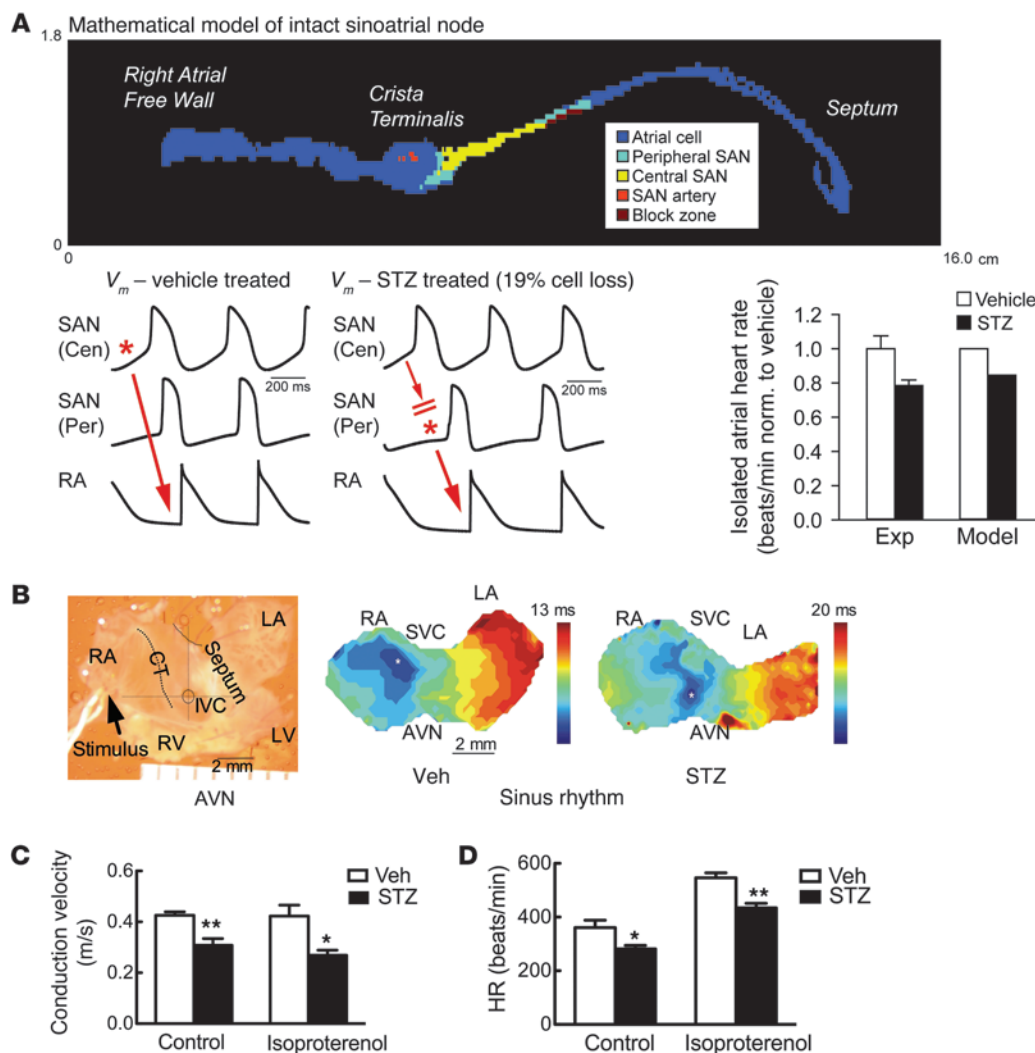 A
Mathematical model of intact sinoatrial node
1.8
Right Atrial
Free Wall
Crista
Terminalis
Septum
Atrial cell
Peripheral SAN
Central SAN
SAN artery
Block zone
0
0
16.0 cm
Vm – vehicle treated
SAN
(Cen)
*
200 ms
SAN
(Per)
RA
Vm – STZ treated (19% cell loss)
SAN
(Cen)
200 ms
SAN
(Per)
*
RA
Isolated atrial heart rate
(beats/min norm. to vehicle)
Vehicle
STZ
1.2
1.0
0.8
0.6
0.4
0.2
0.0
Exp
Model
B
LA
RA
CT
Septum
IVC
Stimulus
RV
LV
2 mm
AVN
RA
SVC
LA
13 ms
*
AVN
2 mm
Veh
RA
SVC
LA
20 ms
*
AVN
STZ
Sinus rhythm
C
Conduction velocity
(m/s)
0.6
0.4
0.2
0.0
Veh
STZ
**
*
Control
Isoproterenol
D
HR (beats/min)
600
400
200
0
Veh
STZ
*
**
Control
Isoproterenol